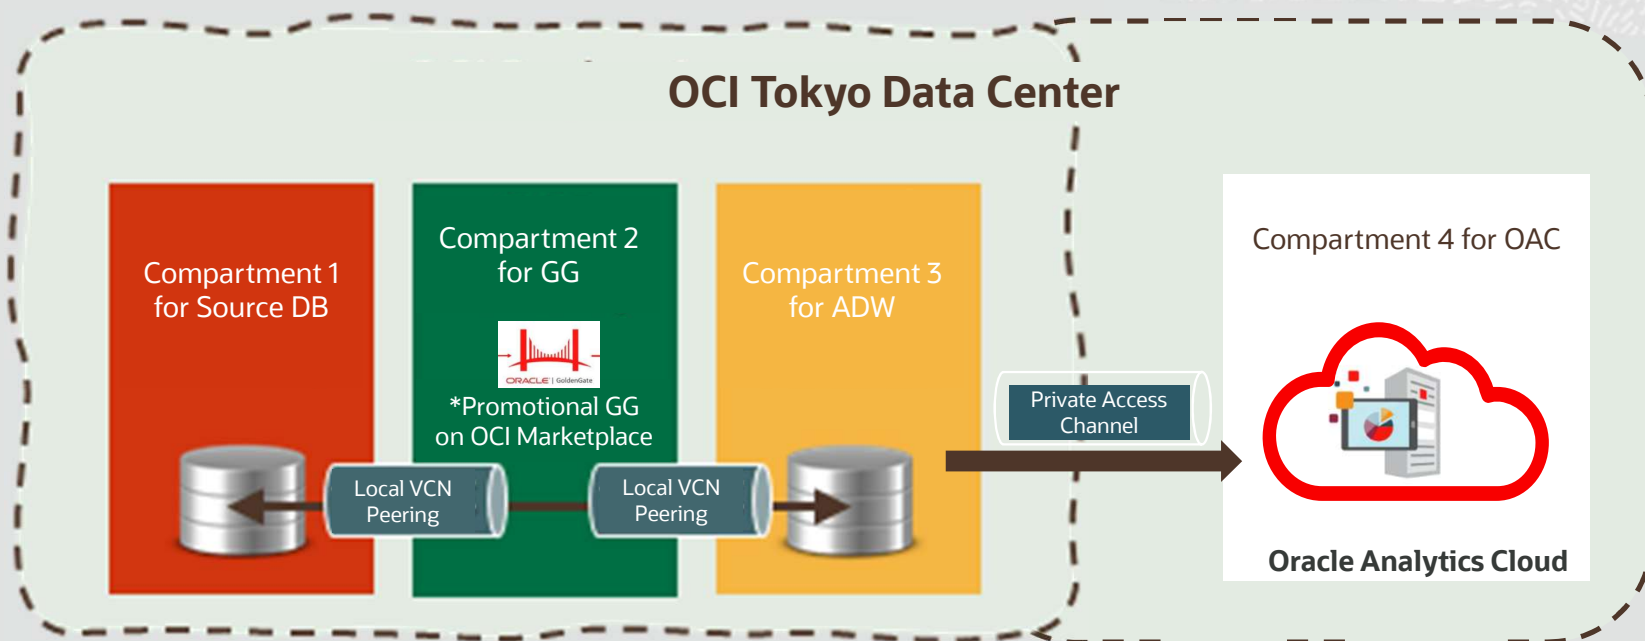 OCI Tokyo Data Center
Compartment 1
for Source DB
Compartment 2
for GG
ORACLE | GoldenGate
*Promotional GG
on OCI Marketplace
Compartment 3
for ADW
Local VCN
Peering
Local VCN
Peering
Private Access
Channel
Compartment 4 for OAC
Oracle Analytics Cloud